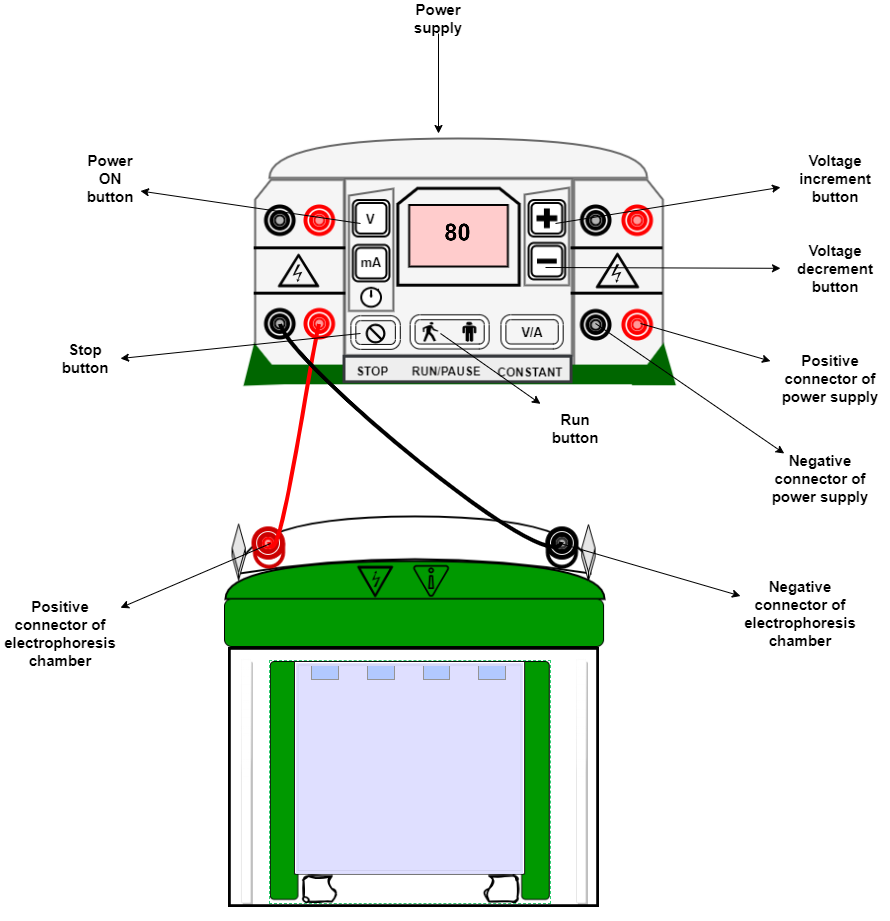 Power
supply
Power
ON
button
Voltage
increment
button
V
80
mA
Voltage
decrement
button
Stop
button
V/A
STOP
RUN/PAUSE
CONSTANT
Positive
connector of
power supply
Run
button
Negative
connector of
power supply
Positive
connector of
electrophoresis
chamber
Negative
connector of
electrophoresis
chamber